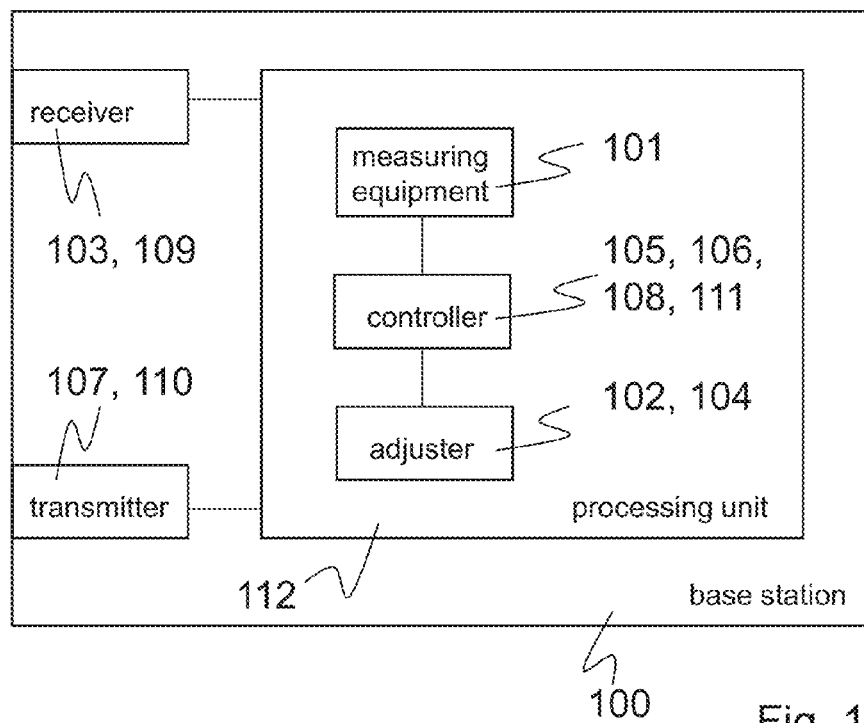 receiver
103, 109
measuring
equipment
101
controller
105, 106,
108, 111
107, 110
transmitter
adjuster
102, 104
processing unit
112
base station
100
Fig. 1